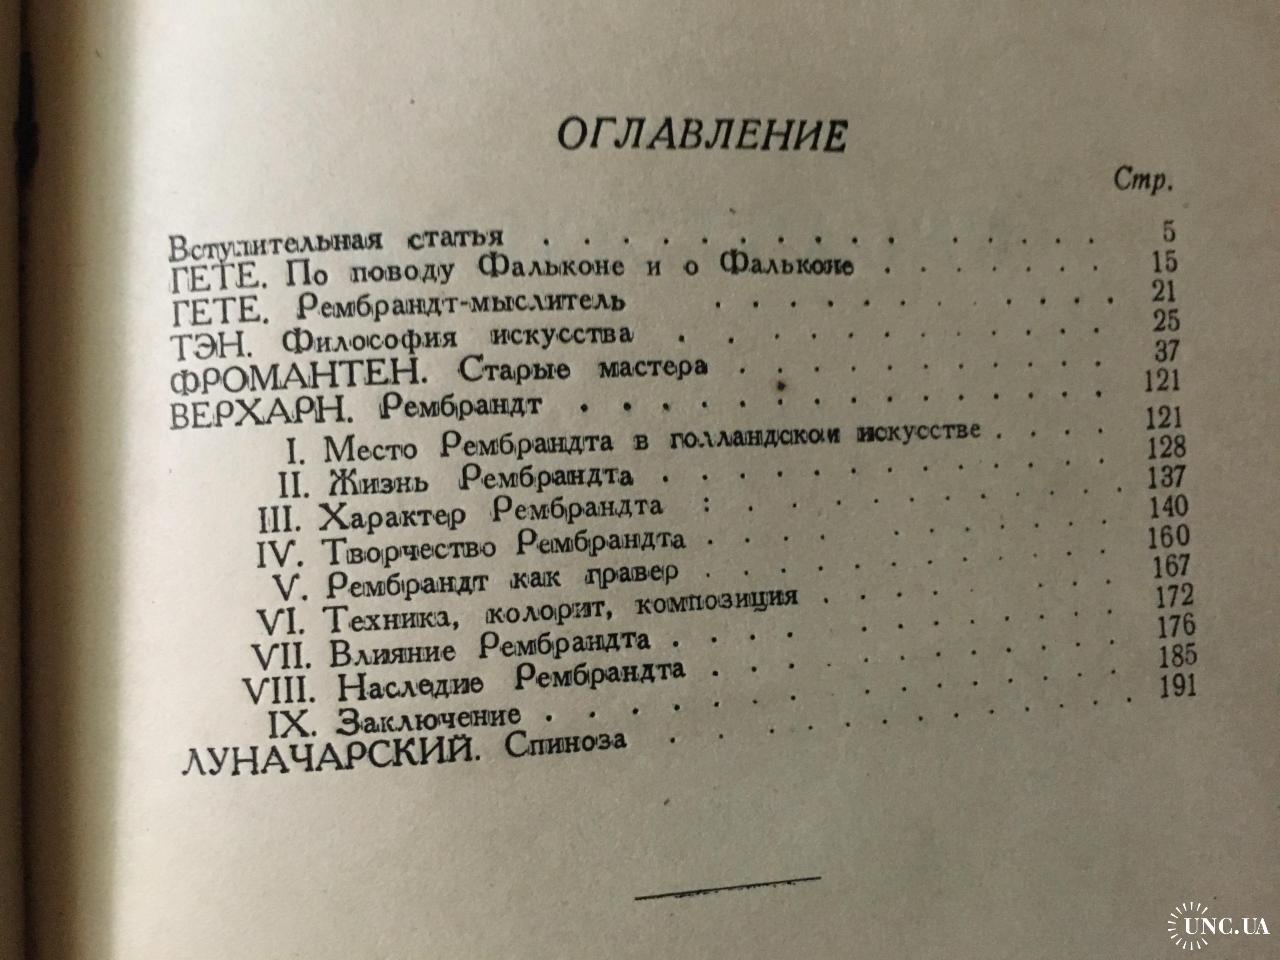 ОГЛАВЛЕНИЕ
Стр.
Вступительная статья . . . . . . . . . . . . . . . . 5
ГЕТЕ. По поводу Фальконе и о Фальконе . . . . . . . 15
ГЕТЕ. Рембрандт-мыслитель . . . . . . . . . . . . 21
ТЭН. Философия искусства . . . . . . . . . . . . . 25
ФРОМАНТЕН. Старые мастера . . . . . . . . . . . 37
ВЕРХАРН. Рембрандт . . . . . . . . . . . . . . . 121
I. Место Рембрандта в голландском искусстве . . . . 121
II. Жизнь Рембрандта . . . . . . . . . . . . . 128
III. Характер Рембрандта : . . . . . . . . . . . 137
IV. Творчество Рембрандта . . . . . . . . . . . 140
V. Рембрандт как гравер . . . . . . . . . . . . 160
VI. Техника, колорит, композиция . . . . . . . . 167
VII. Влияние Рембрандта . . . . . . . . . . . . 172
VIII. Наследие Рембрандта . . . . . . . . . . . 176
IX. Заключение . . . . . . . . . . . . . . . . 185
ЛУНАЧАРСКИЙ. Спиноза . . . . . . . . . . . . . 191
UNC.UA